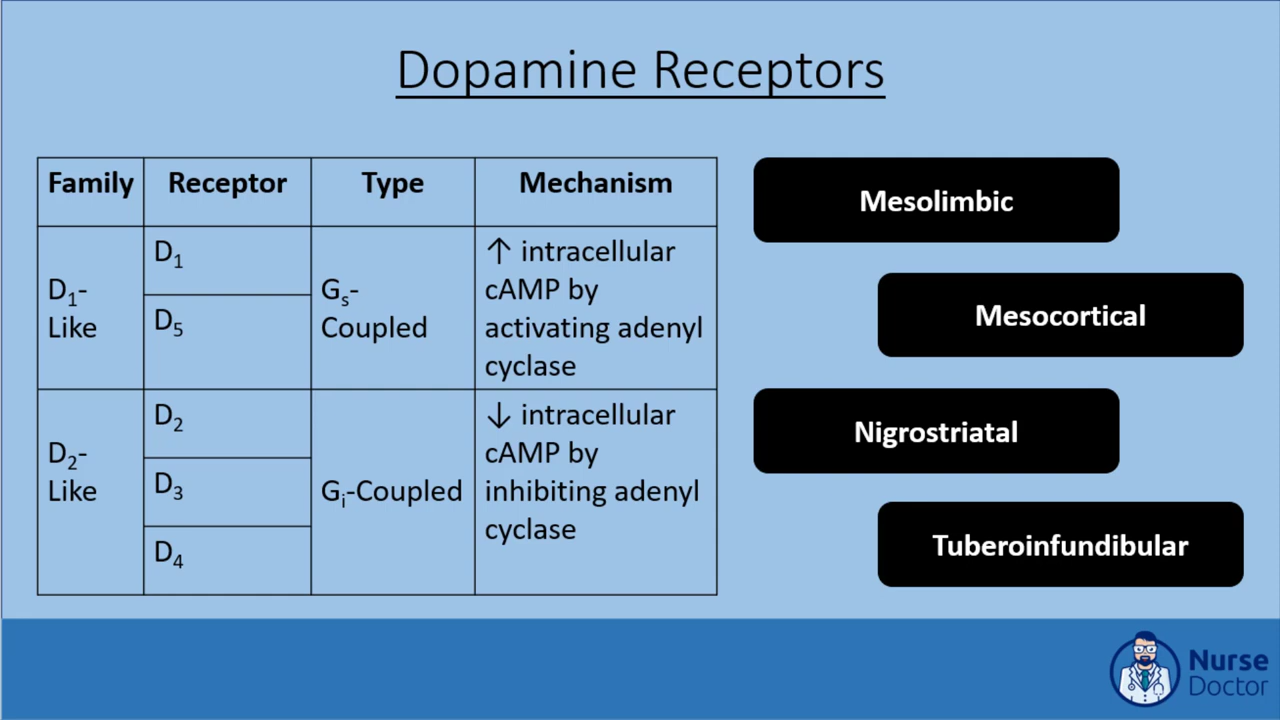 Dopamine Receptors
Family Receptor Type Mechanism
D₁-
Like
D₁
D₅
Gₛ-
Coupled
↑ intracellular
cAMP by
activating adenyl
cyclase
D₂-
Like
D₂
D₃
D₄
Gᵢ-Coupled
↓ intracellular
cAMP by
inhibiting adenyl
cyclase
Mesolimbic
Mesocortical
Nigrostriatal
Tuberoinfundibular
Nurse
Doctor